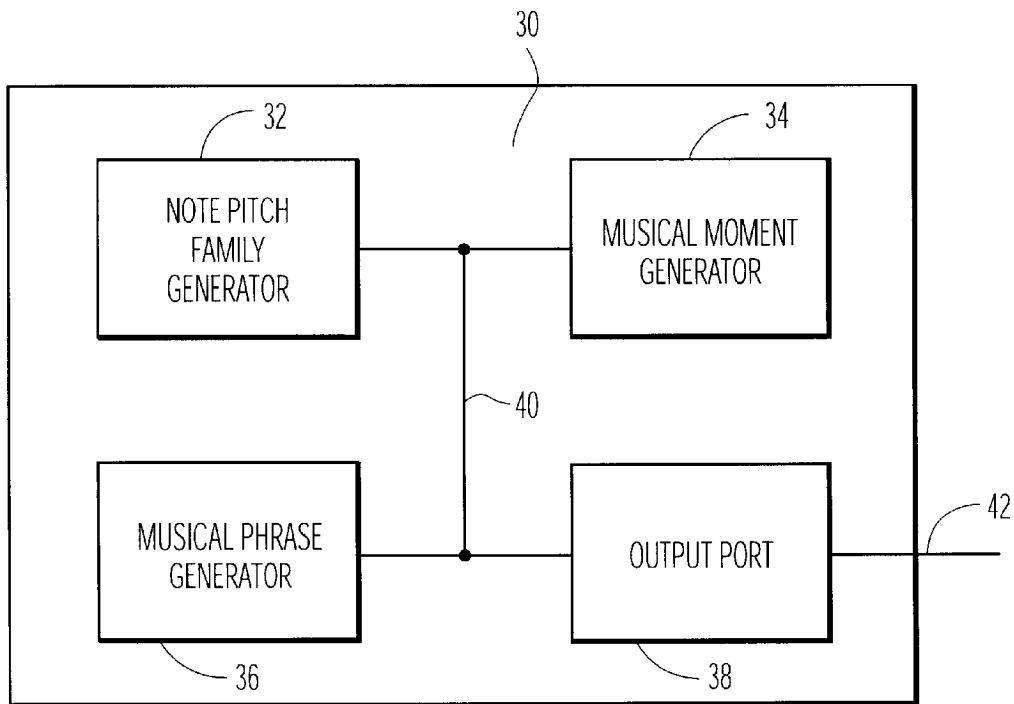 30
32
34
NOTE PITCH
FAMILY
GENERATOR
MUSICAL MOMENT
GENERATOR
40
MUSICAL PHRASE
GENERATOR
OUTPUT PORT
42
36
38